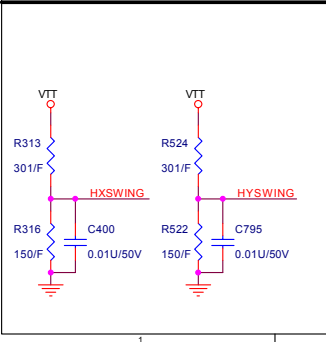 VTT VTT
R313 R524
301/F 301/F
HXSWING HYSWING
R316 C400 R522 C795
150/F 0.01U/50V 150/F 0.01U/50V
1